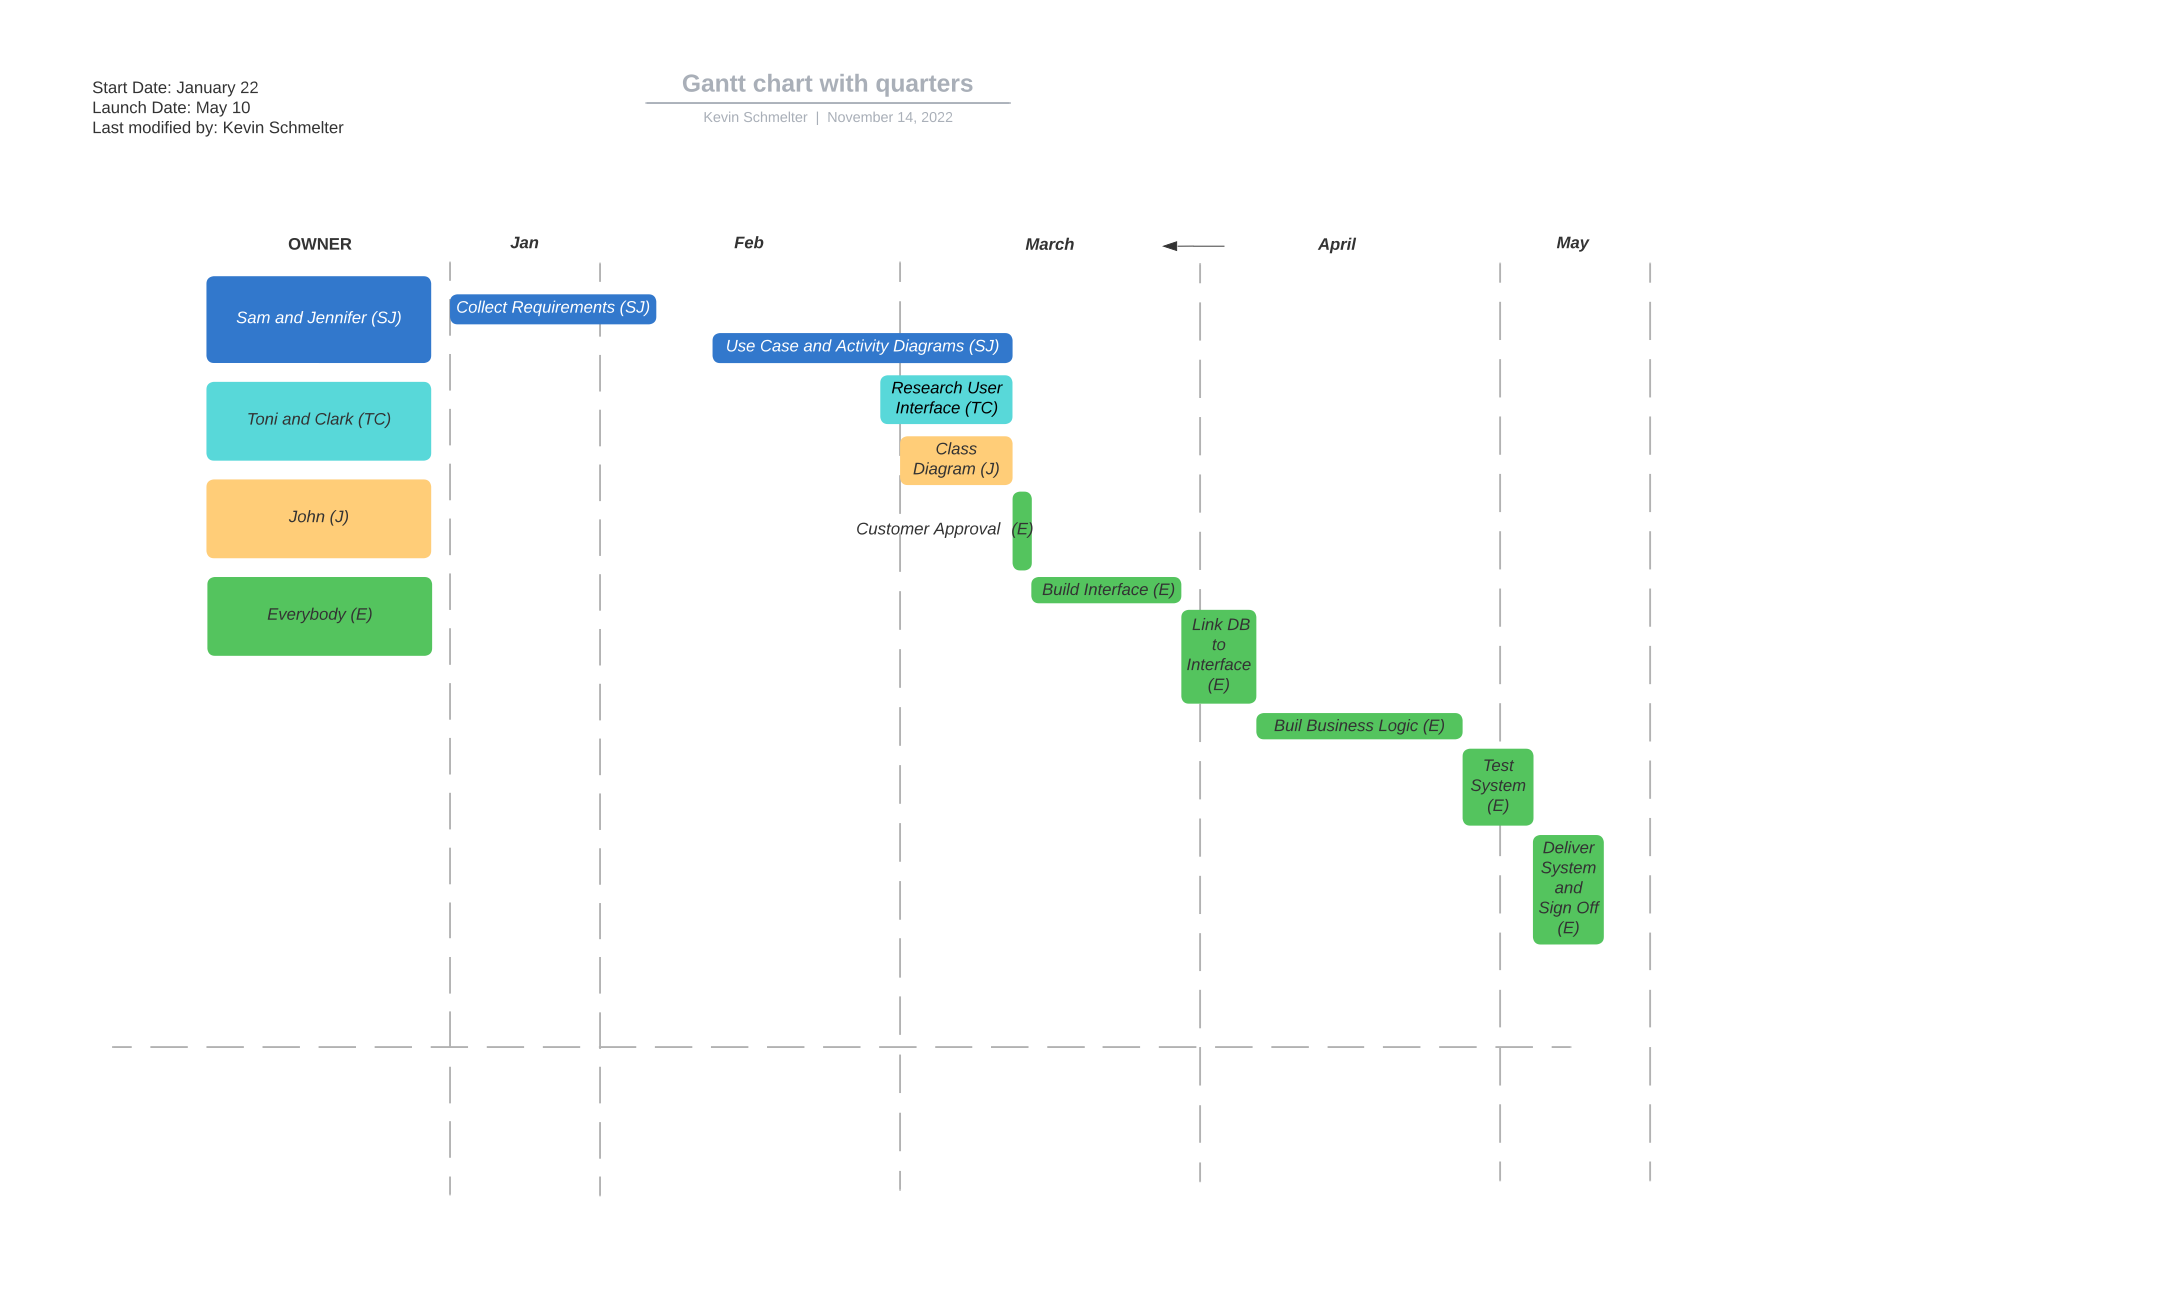 Start Date: January 22
Launch Date: May 10
Last modified by: Kevin Schmelter
Gantt chart with quarters
Kevin Schmelter | November 14, 2022
OWNER
Jan
Feb
March
April
May
Sam and Jennifer (SJ)
Toni and Clark (TC)
John (J)
Everybody (E)
Collect Requirements (SJ)
Use Case and Activity Diagrams (SJ)
Research User
Interface (TC)
Class
Diagram (J)
Customer Approval (E)
Build Interface (E)
Link DB
to
Interface
(E)
Buil Business Logic (E)
Test
System
(E)
Deliver
System
and
Sign Off
(E)